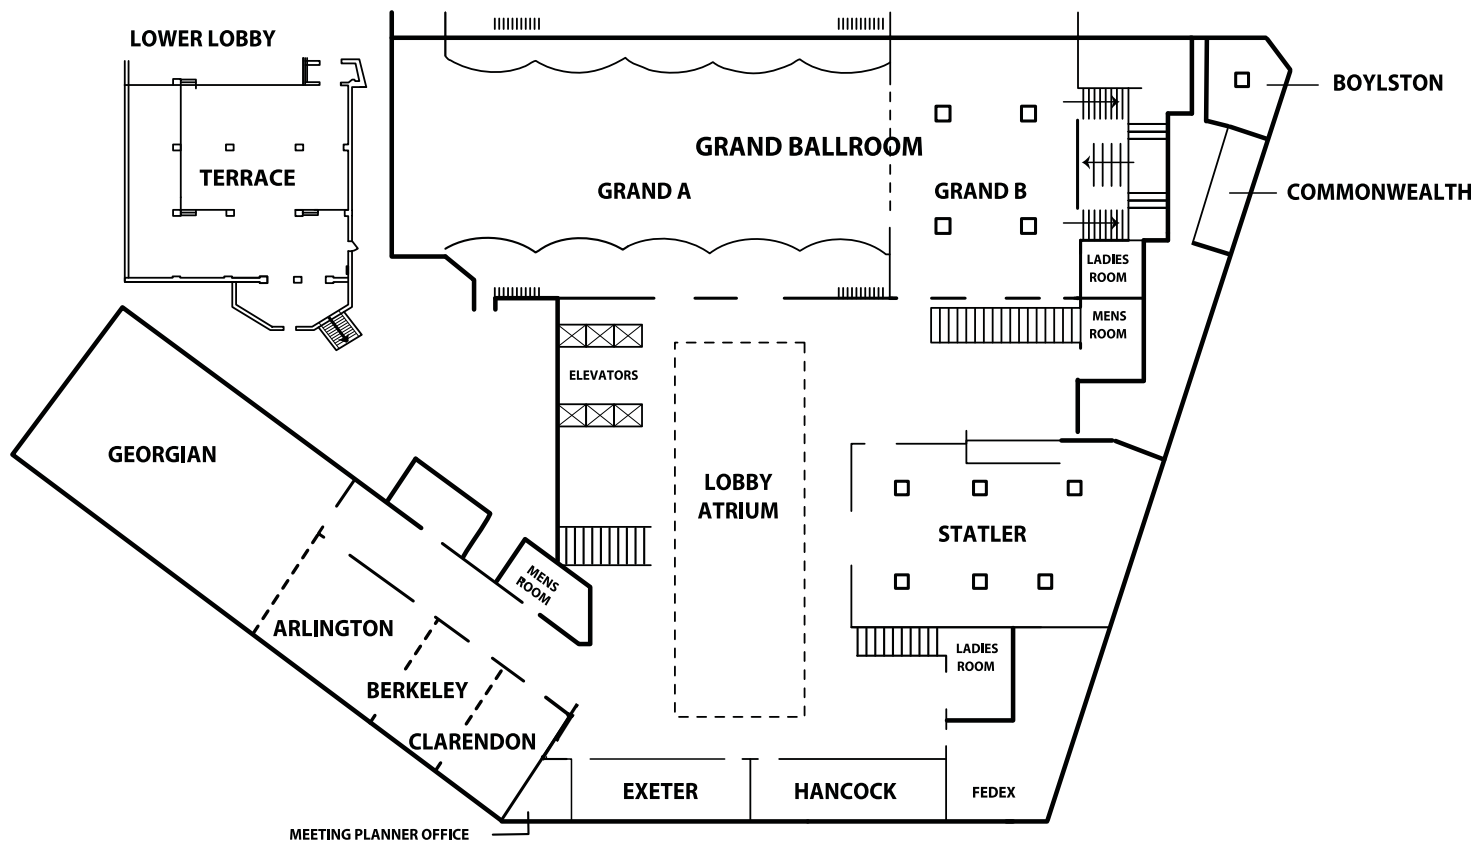 LOWER LOBBY
BOYLSTON
GRAND BALLROOM
TERRACE
GRAND A
GRAND B
COMMONWEALTH
LADIES
ROOM
MENS
ROOM
ELEVATORS
GEORGIAN
LOBBY
ATRIUM
STATLER
MENS
ROOM
ARLINGTON
LADIES
ROOM
BERKELEY
CLARENDON
EXETER
HANCOCK
FEDEX
MEETING PLANNER OFFICE